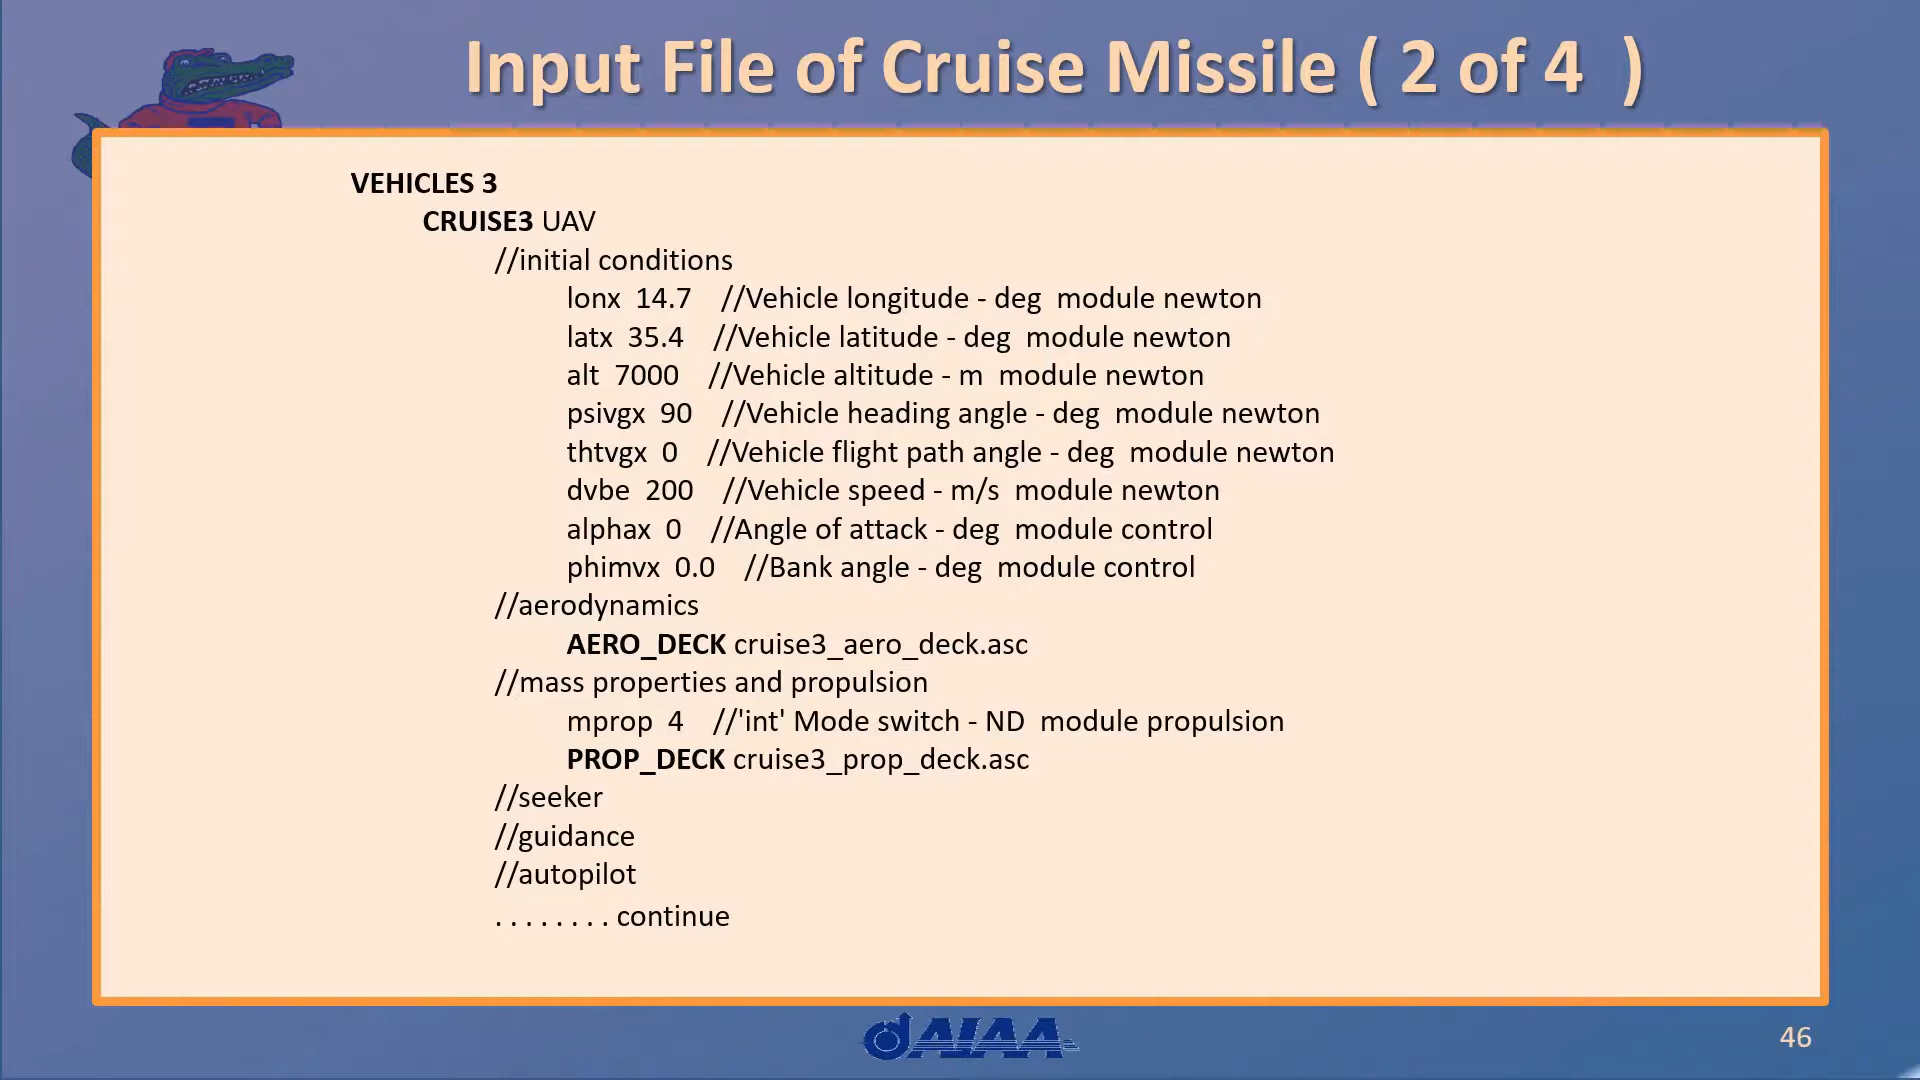 Input File of Cruise Missile ( 2 of 4 )
VEHICLES 3
CRUISE3 UAV
//initial conditions
lonx 14.7 //Vehicle longitude - deg module newton
latx 35.4 //Vehicle latitude - deg module newton
alt 7000 //Vehicle altitude - m module newton
psivgx 90 //Vehicle heading angle - deg module newton
thtvgx 0 //Vehicle flight path angle - deg module newton
dvbe 200 //Vehicle speed - m/s module newton
alphax 0 //Angle of attack - deg module control
phimvx 0.0 //Bank angle - deg module control
//aerodynamics
AERO_DECK cruise3_aero_deck.asc
//mass properties and propulsion
mprop 4 //'int' Mode switch - ND module propulsion
PROP_DECK cruise3_prop_deck.asc
//seeker
//guidance
//autopilot
. . . . . . . . continue
AIAA
46